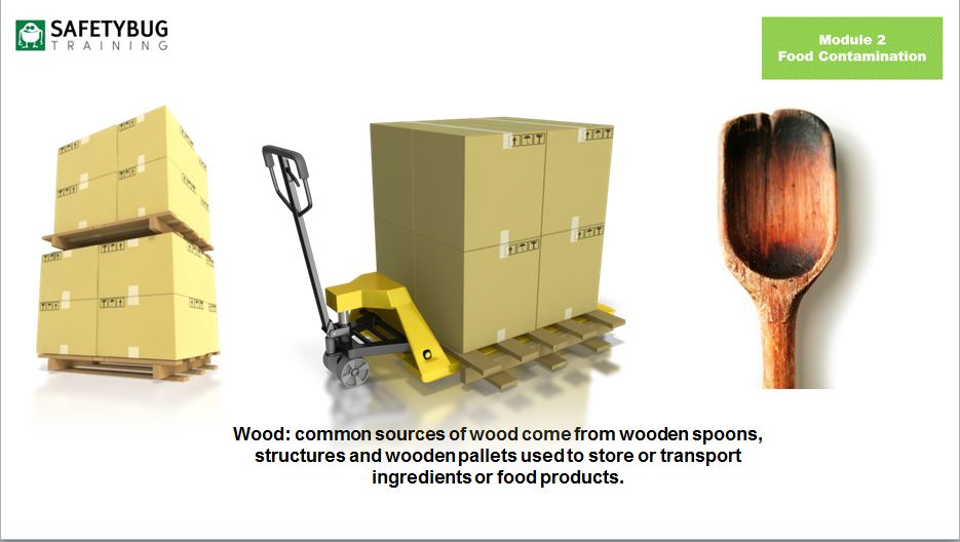 SAFETYBUG
TRAINING
Module 2
Food Contamination
Wood: common sources of wood come from wooden spoons,
structures and wooden pallets used to store or transport
ingredients or food products.